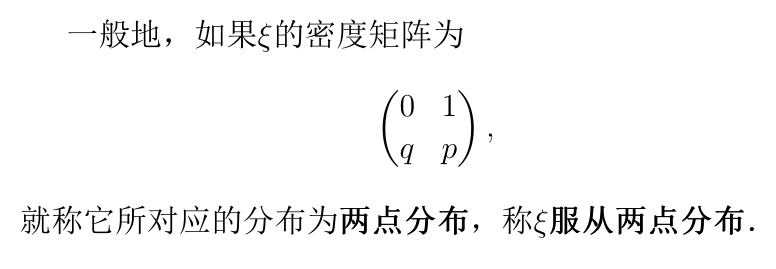 一般地，如果ξ的密度矩阵为
(0 1
q p),
就称它所对应的分布为两点分布，称ξ服从两点分布.